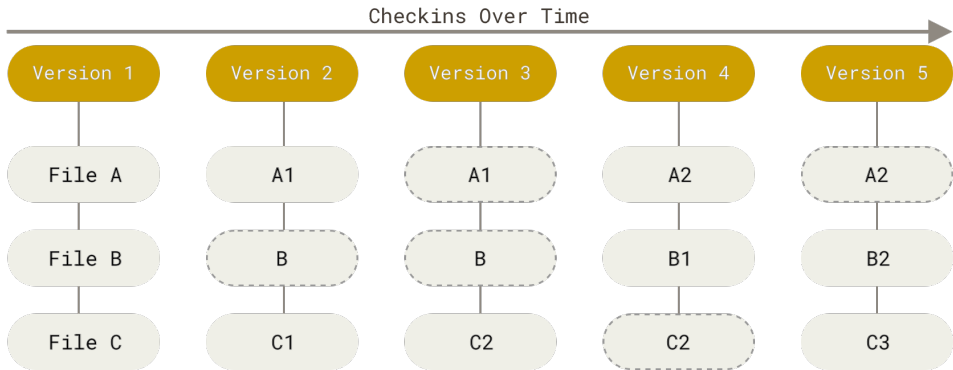 Checkins Over Time
Version 1 Version 2 Version 3 Version 4 Version 5
File A A1 A1 A2 A2
File B B B B1 B2
File C C1 C2 C2 C3